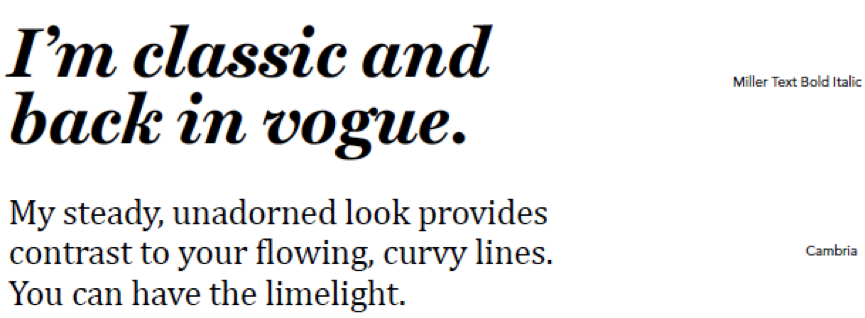 I’m classic and
back in vogue.
Miller Text Bold Italic
My steady, unadorned look provides
contrast to your flowing, curvy lines.
You can have the limelight.
Cambria